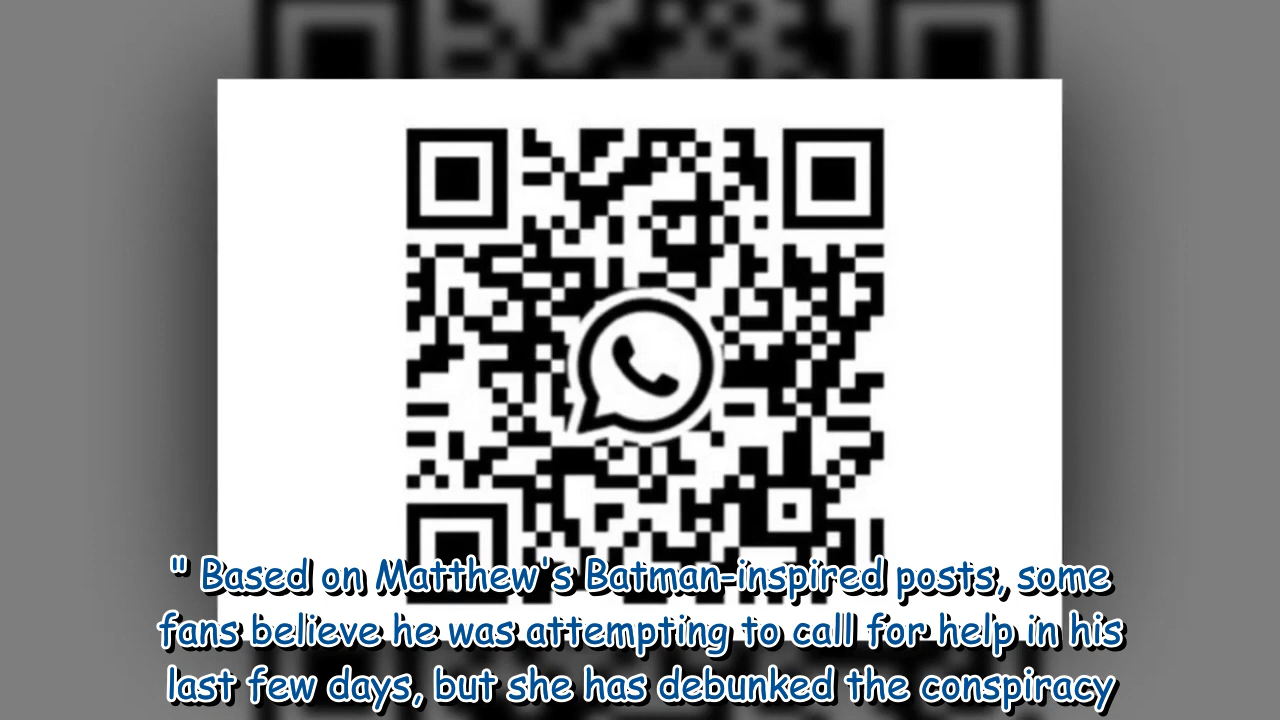 " Based on Matthew's Batman-inspired posts, some
fans believe he was attempting to call for help in his
last few days, but she has debunked the conspiracy